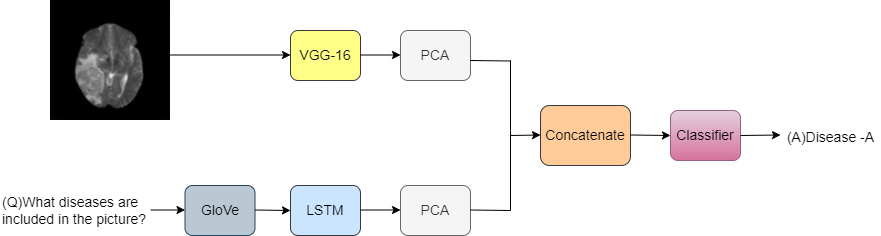 VGG-16
PCA
Concatenate
Classifier
(A)Disease -A
(Q)What diseases are
included in the picture?
GloVe
LSTM
PCA